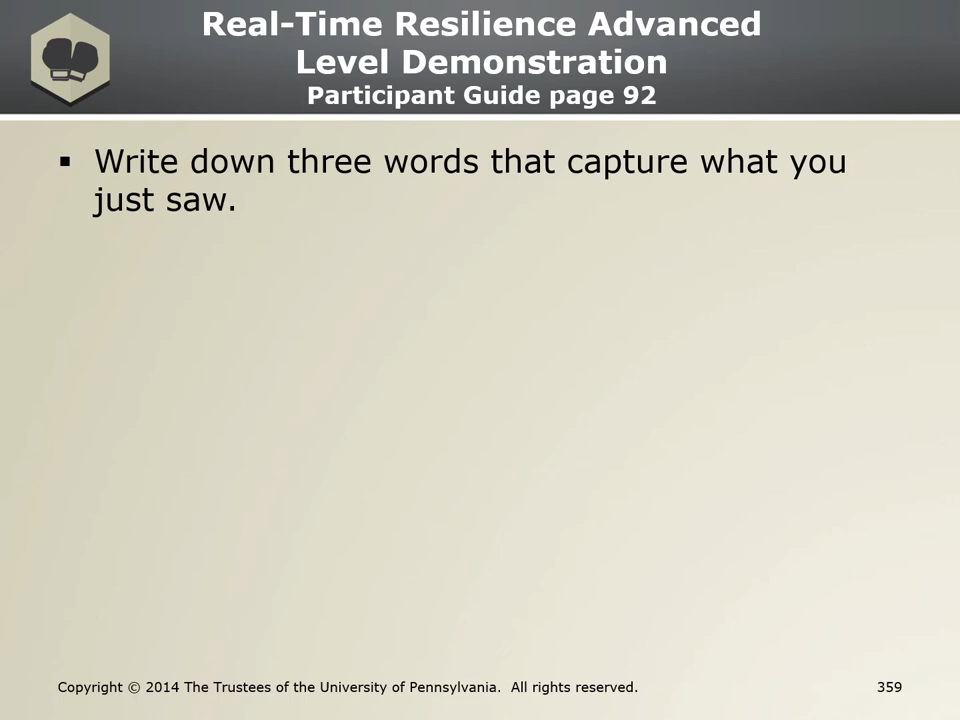 Real-Time Resilience Advanced
Level Demonstration
Participant Guide page 92
▪ Write down three words that capture what you
just saw.
Copyright © 2014 The Trustees of the University of Pennsylvania.  All rights reserved.
359